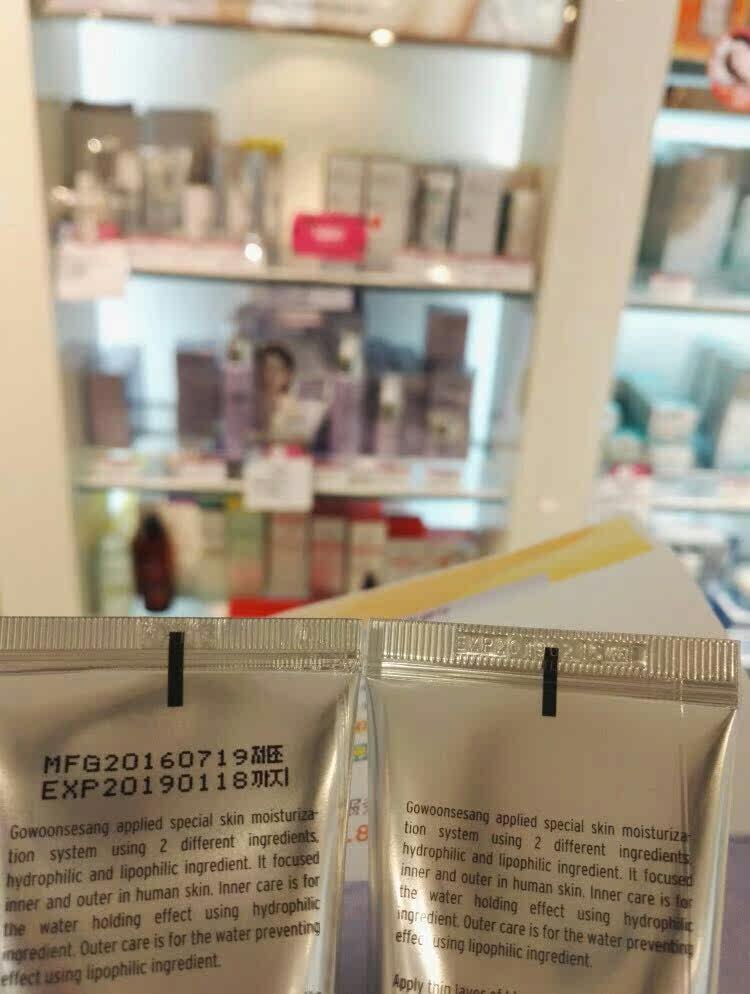 MFG20160719제조
EXP20190118까지
Gowoonsesang applied special skin moisturiza-
tion system using 2 different ingredients,
hydrophilic and lipophilic ingredient. It focused
inner and outer in human skin. Inner care is for
the water holding effect using hydrophilic
ingredient. Outer care is for the water preventing
effect using lipophilic ingredient.
Gowoonsesang applied special skin moisturiza-
tion system using 2 different ingredients,
hydrophilic and lipophilic ingredient. It focused
inner and outer in human skin. Inner care is for
the water holding effect using hydrophilic
ingredient. Outer care is for the water preventing
effect using lipophilic ingredient.
Apply thin layer of